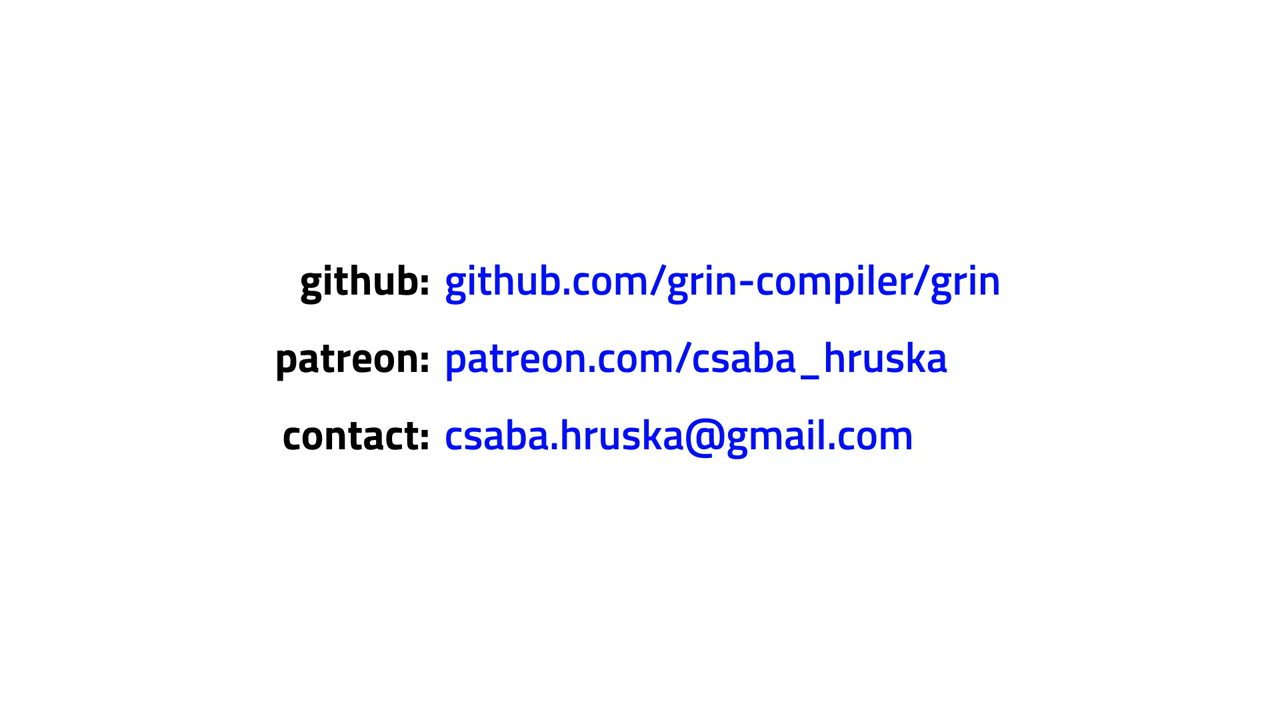 github: github.com/grin-compiler/grin
patreon: patreon.com/csaba_hruska
contact: csaba.hruska@gmail.com